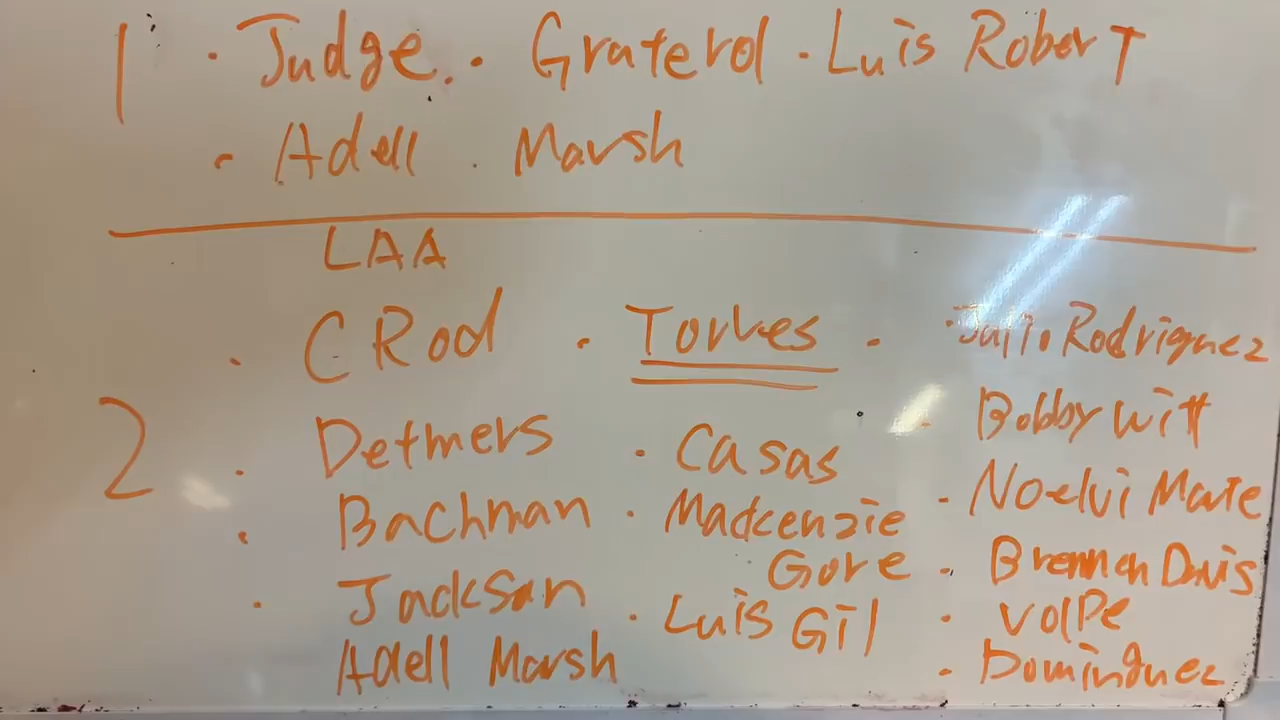 1 · Judge. · Graterol · Luis Robert
· Adell · Marsh
LAA
· CRod · Torkes · Julio Rodriguez
2 · Detmers · Casas · Bobby Witt
· Bachman · Mackenzie · Noelvi Marte
Gore · Brennan Davis
· Jackson · Luis Gil · Volpe
Adell Marsh · Dominguez